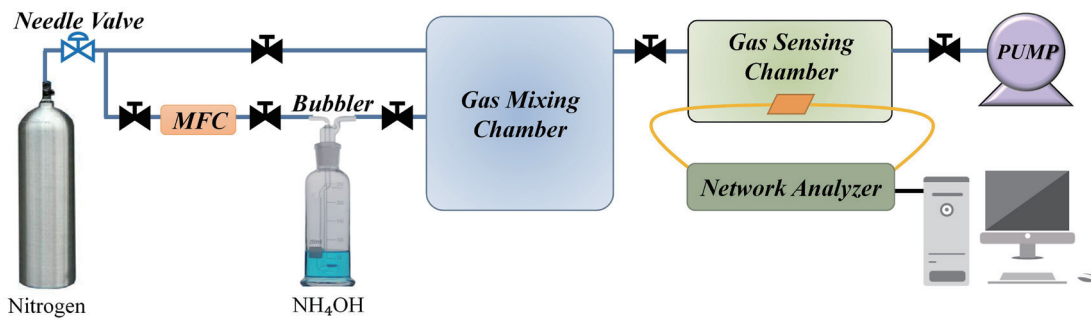 Needle Valve
MFC
Bubbler
Gas Mixing
Chamber
Gas Sensing
Chamber
PUMP
Network Analyzer
Nitrogen
NH₄OH